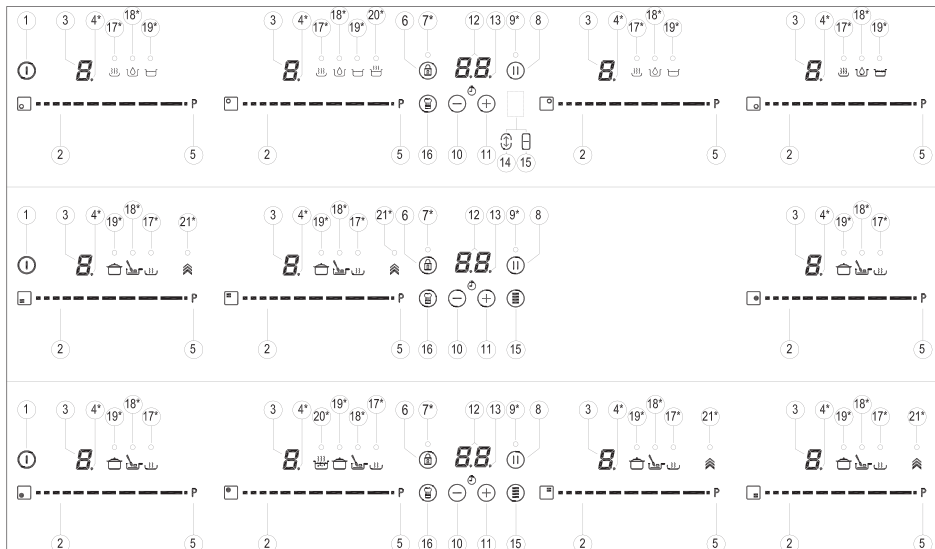 18* 18* 20* 18* 18*
1 3 4* 17* 19* 3 4* 17* 19* 6 7* 12 13 9* 8 3 4* 17* 19* 3 4* 17* 19*
8. 8. 8.8. 8. 8.
P P P P
2 5 2 5 16 10 11 14 15 2 5 2 5
18* 18* 18*
1 3 4* 19* 17* 21* 3 4* 19* 17* 21* 6 7* 12 13 9* 8 3 4* 19* 17*
8. 8. 8.8. 8.
P P P
2 5 2 5 16 10 11 15 2 5
18* 19* 17* 18* 18*
1 3 4* 19* 17* 3 4* 20* 18* 6 7* 12 13 9* 8 3 4* 19* 17* 21* 3 4* 19* 17* 21*
8. 8. 8.8. 8. 8.
P P P P
2 5 2 5 16 10 11 15 2 5 2 5